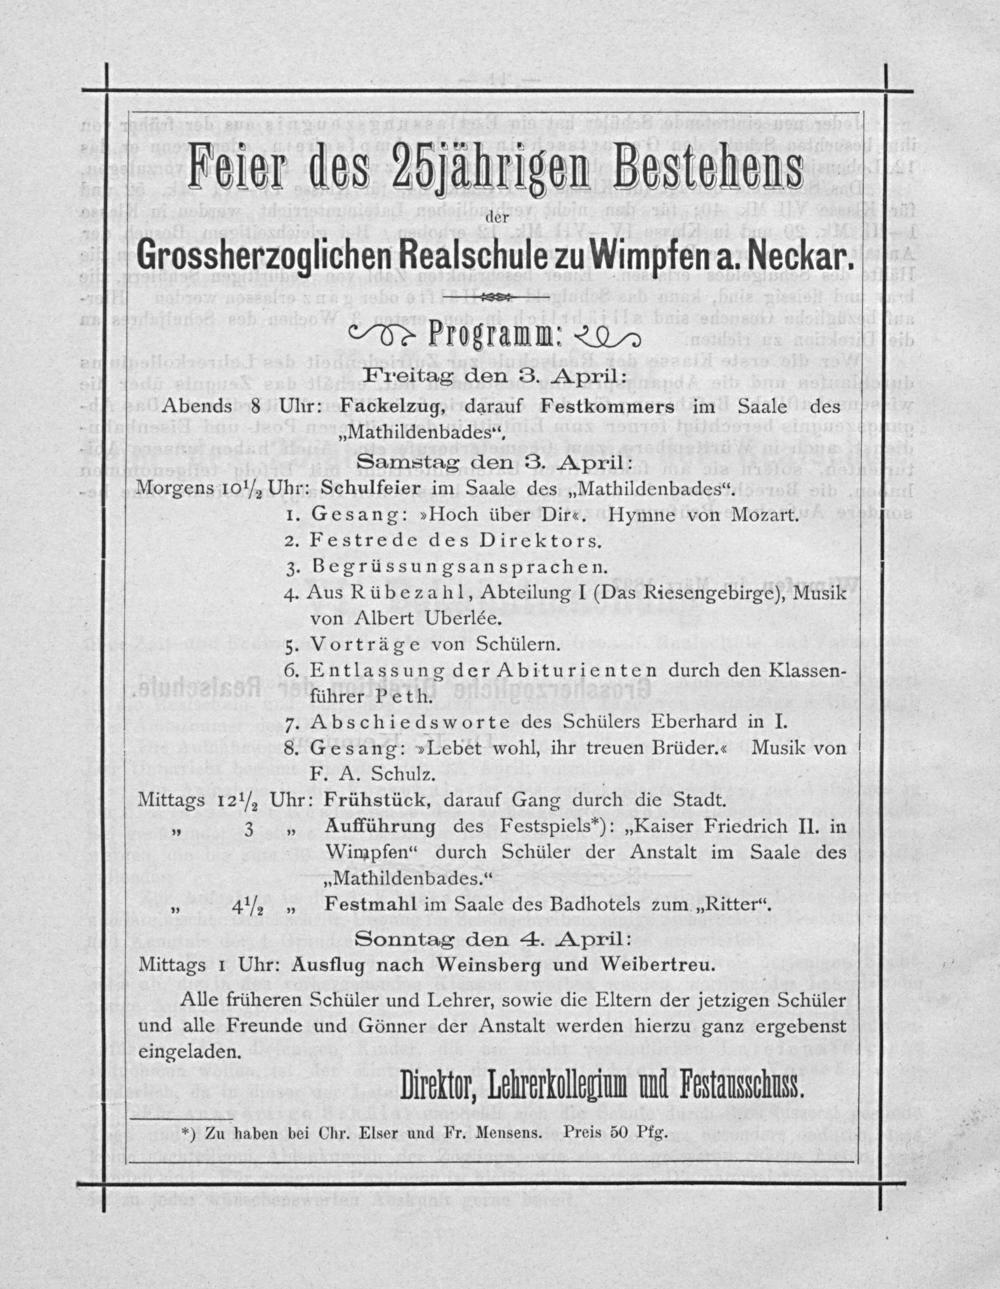 Feier des 25jährigen Bestehens
der
Grossherzoglichen Realschule zu Wimpfen a. Neckar.
Programm:
Freitag den 3. April:
Abends 8 Uhr: Fackelzug, darauf Festkommers im Saale des
„Mathildenbades“.
Samstag den 3. April:
Morgens 10½ Uhr: Schulfeier im Saale des „Mathildenbades“.
1. Gesang: »Hoch über Dir«. Hymne von Mozart.
2. Festrede des Direktors.
3. Begrüssungsansprachen.
4. Aus Rübezahl, Abteilung I (Das Riesengebirge), Musik
von Albert Uberlée.
5. Vorträge von Schülern.
6. Entlassung der Abiturienten durch den Klassen-
führer Peth.
7. Abschiedsworte des Schülers Eberhard in I.
8. Gesang: »Lebet wohl, ihr treuen Brüder.« Musik von
F. A. Schulz.
Mittags 12½ Uhr: Frühstück, darauf Gang durch die Stadt.
„ 3 „ Aufführung des Festspiels*): „Kaiser Friedrich II. in
Wimpfen“ durch Schüler der Anstalt im Saale des
„Mathildenbades.“
„ 4½ „ Festmahl im Saale des Badhotels zum „Ritter“.
Sonntag den 4. April:
Mittags 1 Uhr: Ausflug nach Weinsberg und Weibertreu.
Alle früheren Schüler und Lehrer, sowie die Eltern der jetzigen Schüler
und alle Freunde und Gönner der Anstalt werden hierzu ganz ergebenst
eingeladen.
Direktor, Lehrerkollegium und Festausschuss.
*) Zu haben bei Chr. Elser und Fr. Mensens. Preis 50 Pfg.